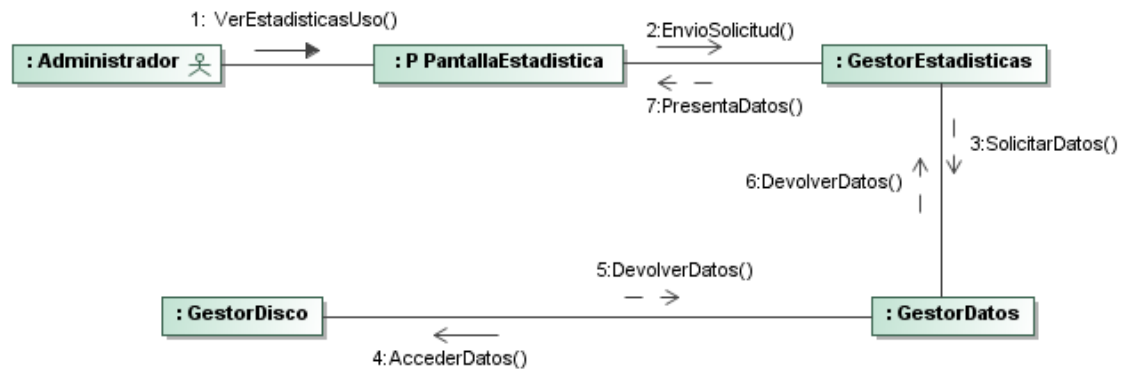 1: VerEstadisticasUso()
: Administrador
: P PantallaEstadistica
2:EnvioSolicitud()
7:PresentaDatos()
: GestorEstadisticas
3:SolicitarDatos()
6:DevolverDatos()
5:DevolverDatos()
: GestorDisco
: GestorDatos
4:AccederDatos()